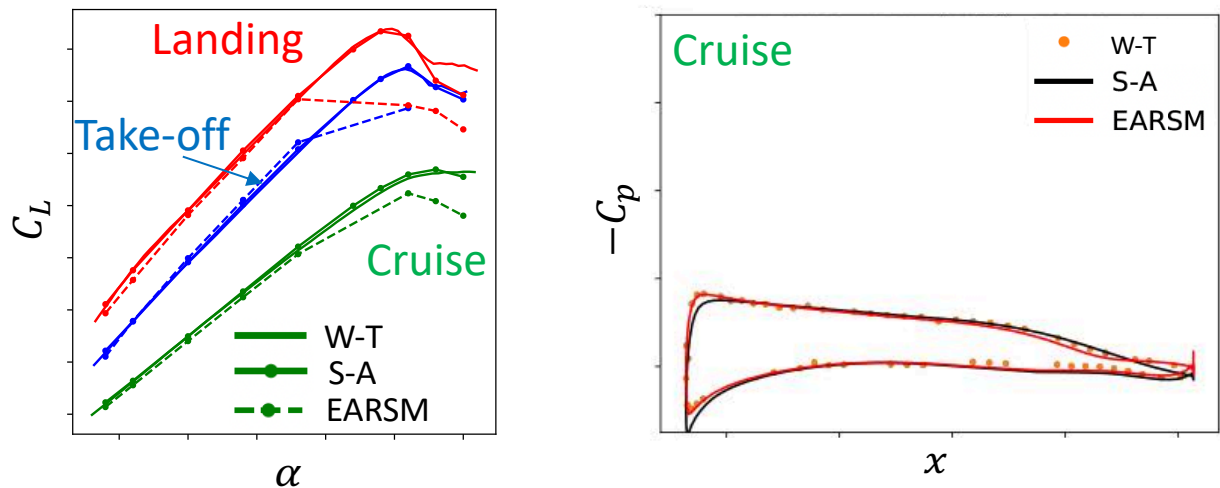 Landing
Take-off
Cruise
W-T
S-A
EARSM
C_L
α
Cruise
W-T
S-A
EARSM
−C_p
x